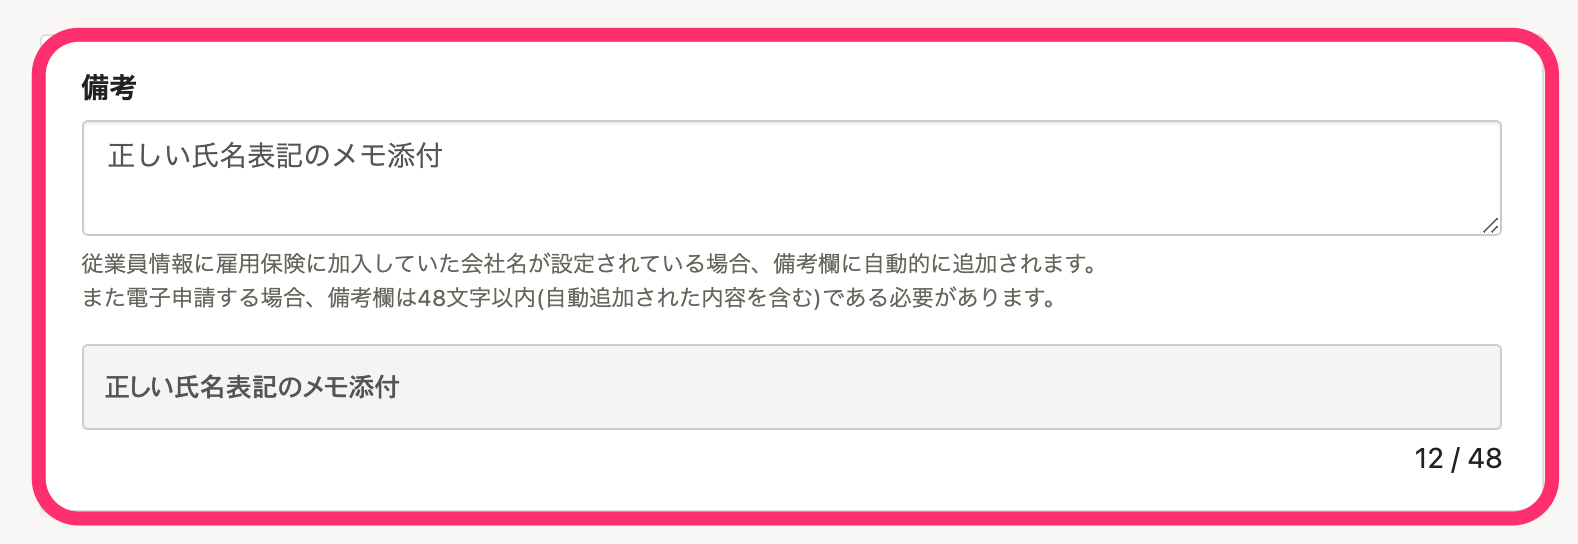 備考
正しい氏名表記のメモ添付
従業員情報に雇用保険に加入していた会社名が設定されている場合、備考欄に自動的に追加されます。
また電子申請する場合、備考欄は48文字以内(自動追加された内容を含む)である必要があります。
正しい氏名表記のメモ添付
12 / 48